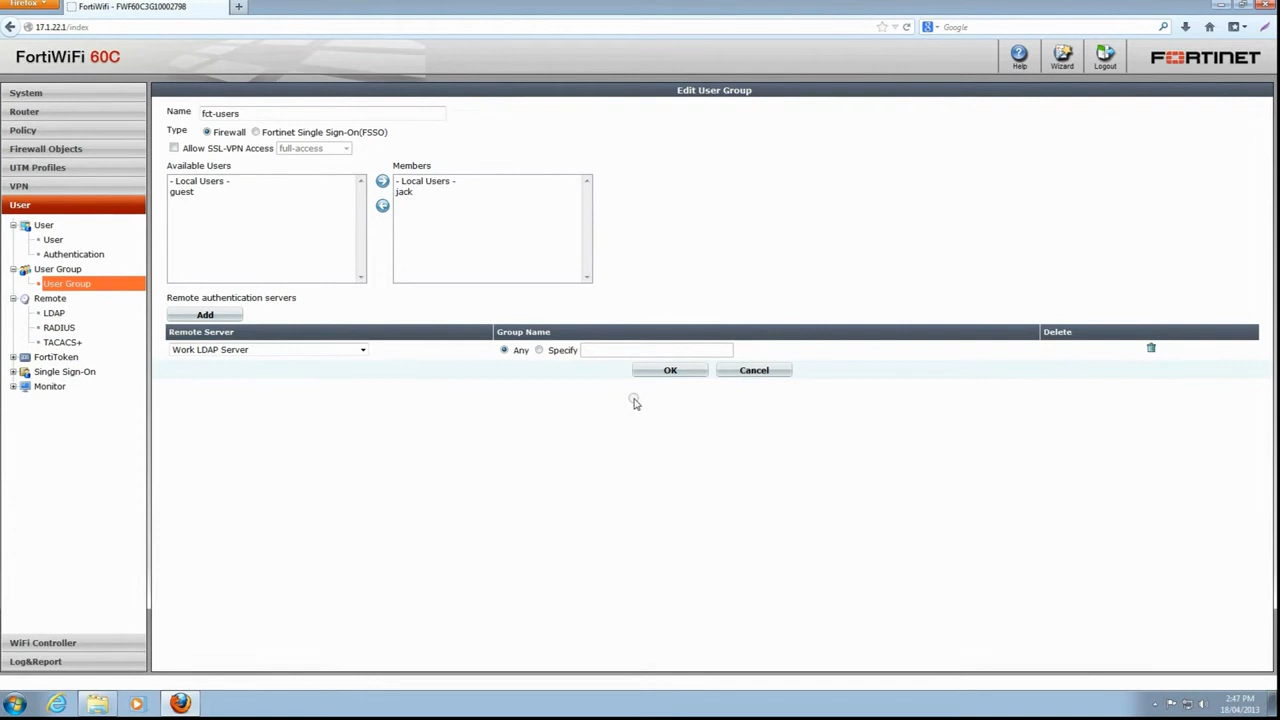 Firefox
FortiWiFi - FWF60C3G10002798
+
17.1.22.1/index
Google
FortiWiFi 60C
Help
Wizard
Logout
FORTINET
System
Router
Policy
Firewall Objects
UTM Profiles
VPN
User
User
User
Authentication
User Group
User Group
Remote
LDAP
RADIUS
TACACS+
FortiToken
Single Sign-On
Monitor
WiFi Controller
Log&Report
Edit User Group
Name fct-users
Type Firewall Fortinet Single Sign-On(FSSO)
Allow SSL-VPN Access full-access
Available Users Members
- Local Users - - Local Users -
guest jack
Remote authentication servers
Add
Remote Server Group Name Delete
Work LDAP Server Any Specify
OK Cancel
2:47 PM
18/04/2013